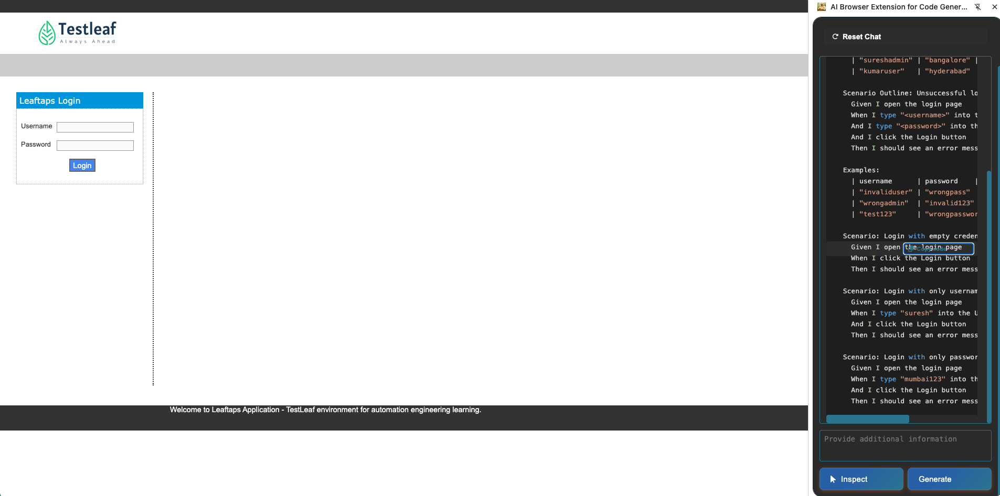 Testleaf
Always Ahead
Leaftaps Login
Username
Password
Login
Welcome to Leaftaps Application - TestLeaf environment for automation engineering learning.
AI Browser Extension for Code Gener...
Reset Chat
| "sureshadmin" | "bangalore" |
| "kumaruser" | "hyderabad"
Scenario Outline: Unsuccessful lo
Given I open the login page
When I type "<username>" into t
And I type "<password>" into th
And I click the Login button
Then I should see an error mess
Examples:
| username | password |
| "invaliduser" | "wrongpass"
| "wrongadmin" | "invalid123"
| "test123" | "wrongpasswor
Scenario: Login with empty creden
Given I open the login page
Copy code
When I click the Login button
Then I should see an error mess
Scenario: Login with only usernam
Given I open the login page
When I type "suresh" into the U
And I click the Login button
Then I should see an error mess
Scenario: Login with only passwor
Given I open the login page
When I type "mumbai123" into th
And I click the Login button
Then I should see an error mess
Provide additional information
Inspect
Generate